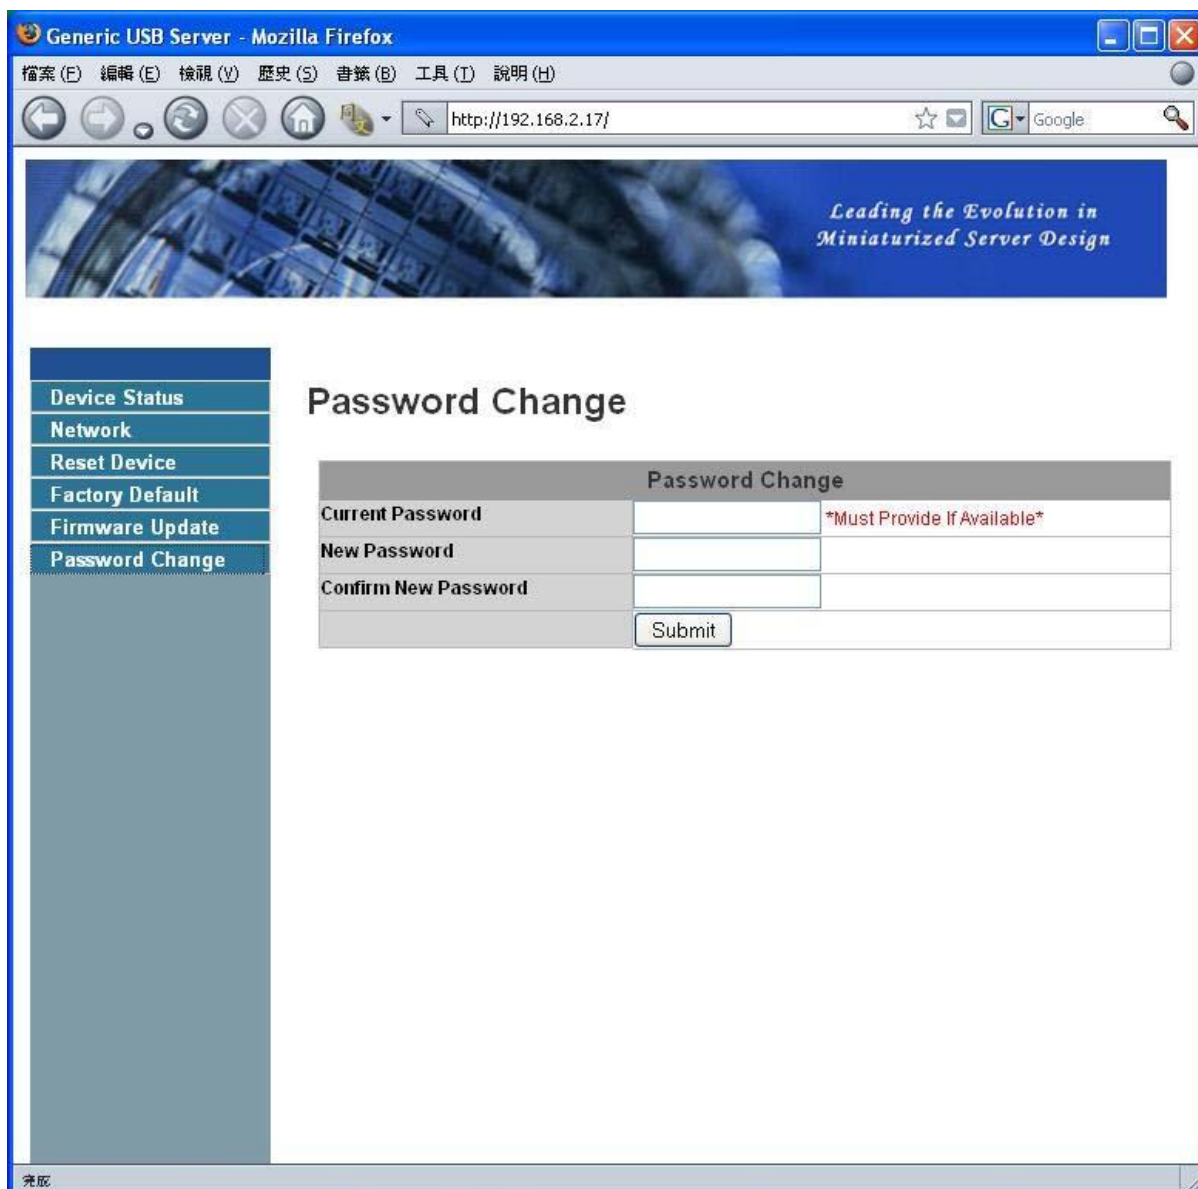 Generic USB Server - Mozilla Firefox
檔案(F) 編輯(E) 檢視(V) 歷史(S) 書籤(B) 工具(T) 說明(H)
http://192.168.2.17/
G Google
Leading the Evolution in
Miniaturized Server Design
Device Status
Network
Reset Device
Factory Default
Firmware Update
Password Change
Password Change
Password Change
Current Password *Must Provide If Available*
New Password
Confirm New Password
Submit
完成